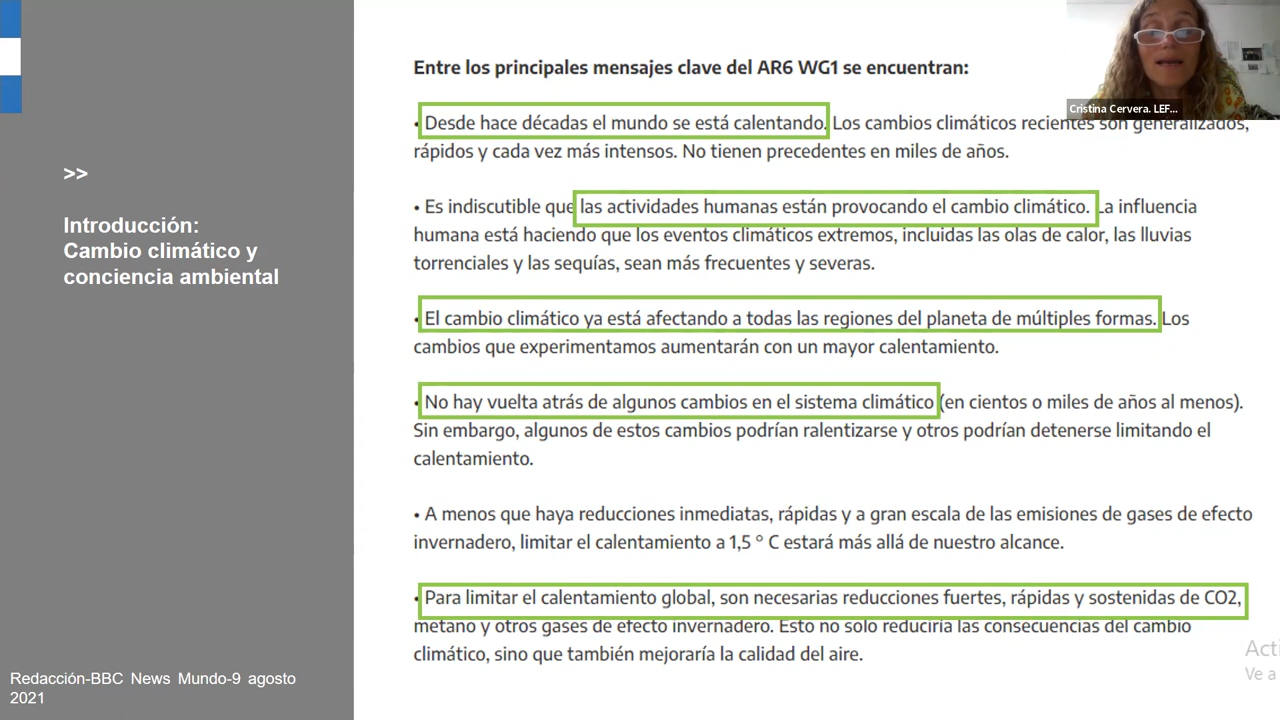 >>
Introducción:
Cambio climático y
conciencia ambiental
Redacción-BBC News Mundo-9 agosto
2021
Entre los principales mensajes clave del AR6 WG1 se encuentran:
• Desde hace décadas el mundo se está calentando. Los cambios climáticos recientes son generalizados,
rápidos y cada vez más intensos. No tienen precedentes en miles de años.
• Es indiscutible que las actividades humanas están provocando el cambio climático. La influencia
humana está haciendo que los eventos climáticos extremos, incluidas las olas de calor, las lluvias
torrenciales y las sequías, sean más frecuentes y severas.
• El cambio climático ya está afectando a todas las regiones del planeta de múltiples formas. Los
cambios que experimentamos aumentarán con un mayor calentamiento.
• No hay vuelta atrás de algunos cambios en el sistema climático (en cientos o miles de años al menos).
Sin embargo, algunos de estos cambios podrían ralentizarse y otros podrían detenerse limitando el
calentamiento.
• A menos que haya reducciones inmediatas, rápidas y a gran escala de las emisiones de gases de efecto
invernadero, limitar el calentamiento a 1,5 ° C estará más allá de nuestro alcance.
• Para limitar el calentamiento global, son necesarias reducciones fuertes, rápidas y sostenidas de CO2,
metano y otros gases de efecto invernadero. Esto no solo reduciría las consecuencias del cambio
climático, sino que también mejoraría la calidad del aire.
Cristina Cervera. LEF...
Acti
Ve a